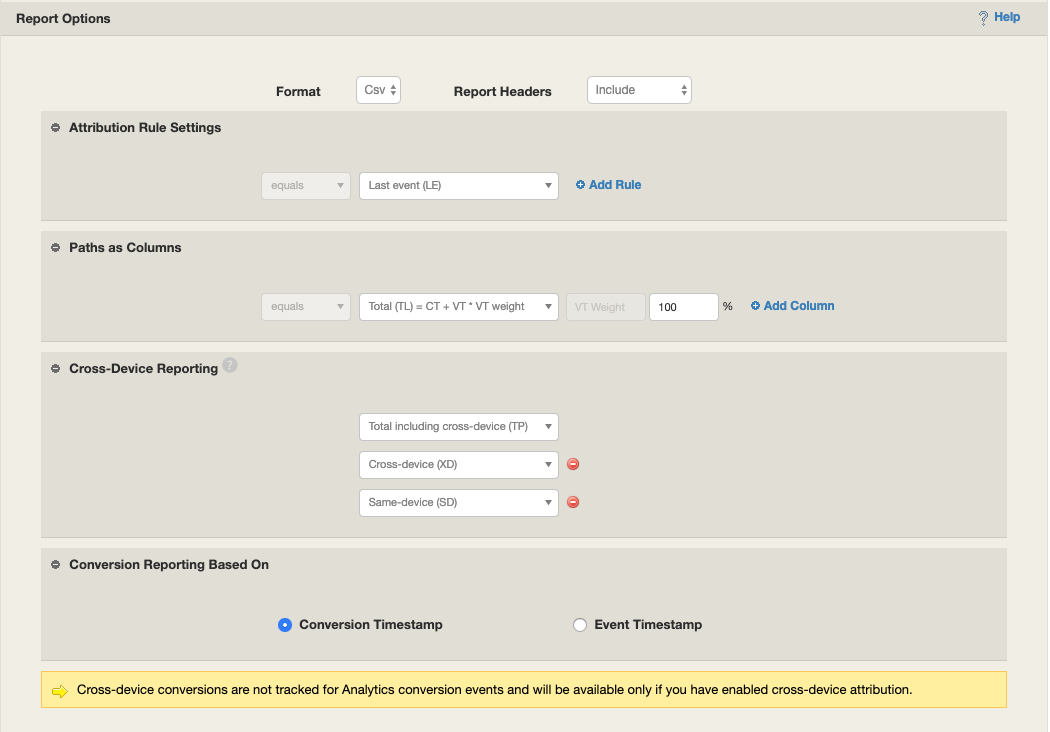 Report Options
? Help
Format Csv Report Headers Include
Attribution Rule Settings
equals Last event (LE) Add Rule
Paths as Columns
equals Total (TL) = CT + VT * VT weight VT Weight 100 % Add Column
Cross-Device Reporting ?
Total including cross-device (TP)
Cross-device (XD)
Same-device (SD)
Conversion Reporting Based On
Conversion Timestamp Event Timestamp
Cross-device conversions are not tracked for Analytics conversion events and will be available only if you have enabled cross-device attribution.